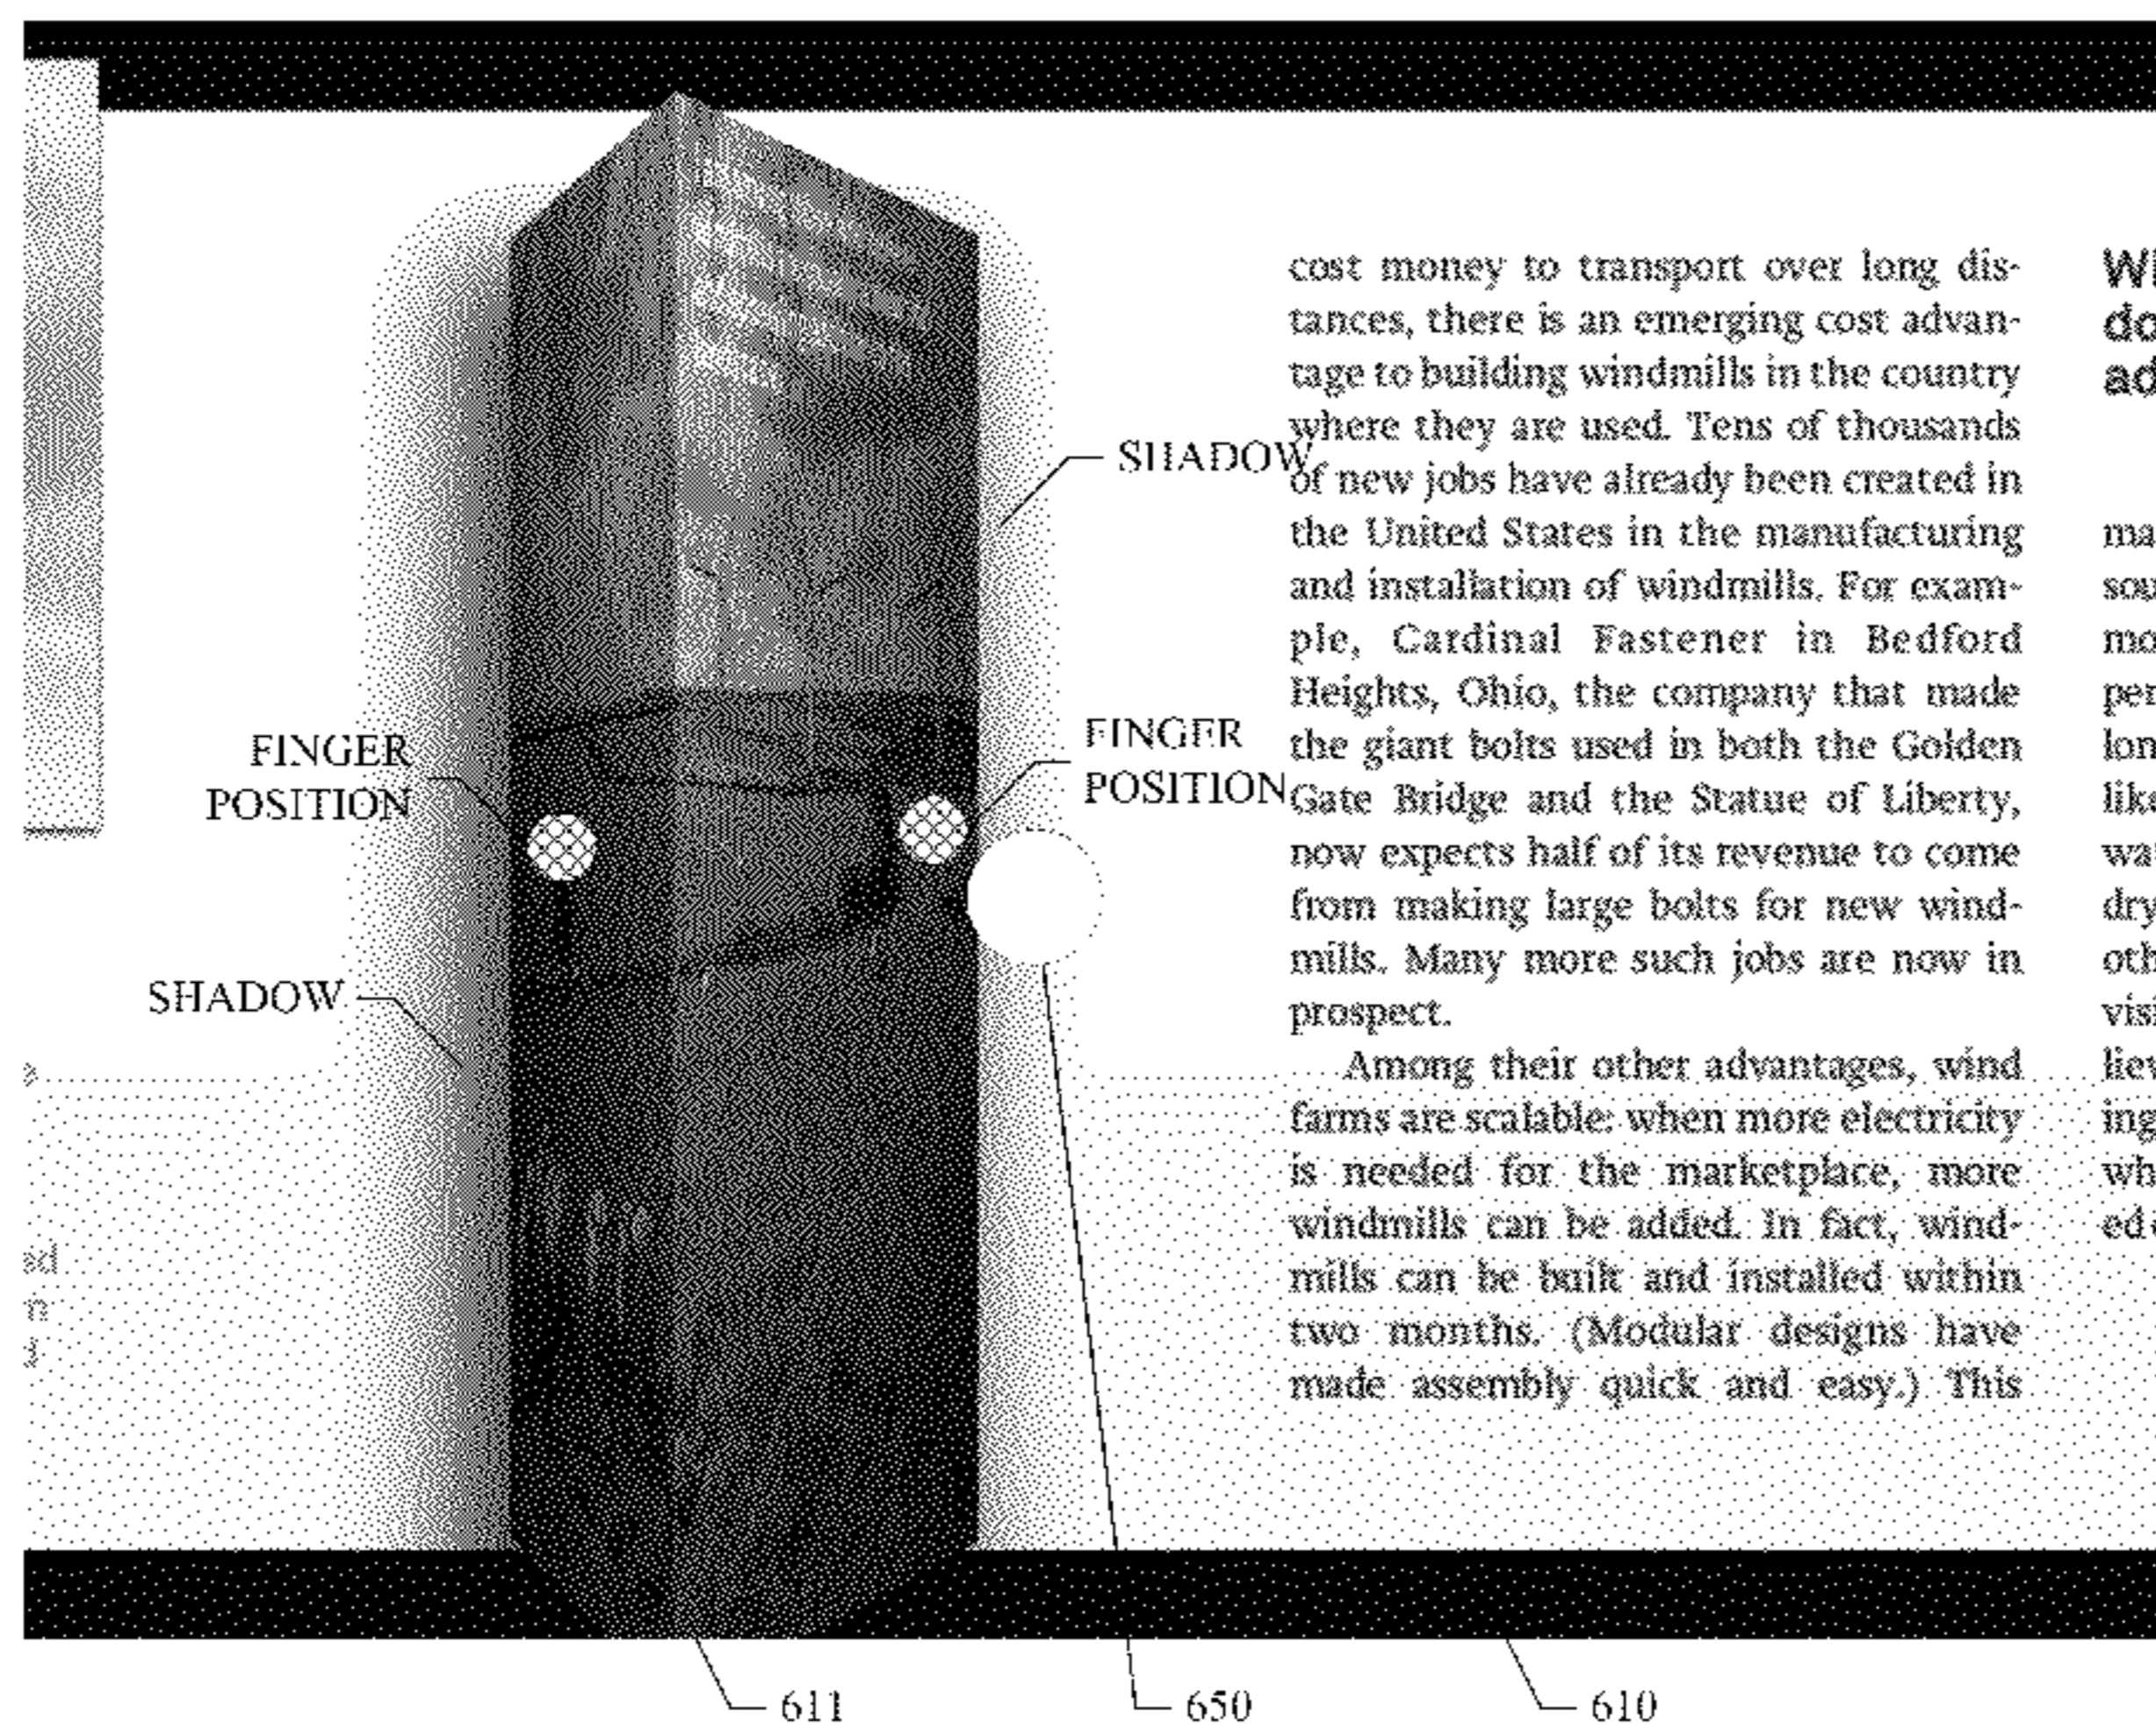 SHADOW
FINGER
POSITION
FINGER
POSITION
SHADOW
cost money to transport over long dis-
tances, there is an emerging cost advan-
tage to building windmills in the country
where they are used. Tens of thousands
of new jobs have already been created in
the United States in the manufacturing
and installation of windmills. For exam-
ple, Cardinal Fastener in Bedford
Heights, Ohio, the company that made
the giant bolts used in both the Golden
Gate Bridge and the Statue of Liberty,
now expects half of its revenue to come
from making large bolts for new wind-
mills. Many more such jobs are now in
prospect.
Among their other advantages, wind
farms are scalable: when more electricity
is needed for the marketplace, more
windmills can be added. In fact, wind-
mills can be built and installed within
two months. (Modular designs have
made assembly quick and easy.) This
611
650
610